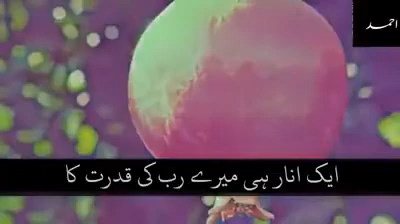 احمد
ایک انار ہی میرے رب کی قدرت کا